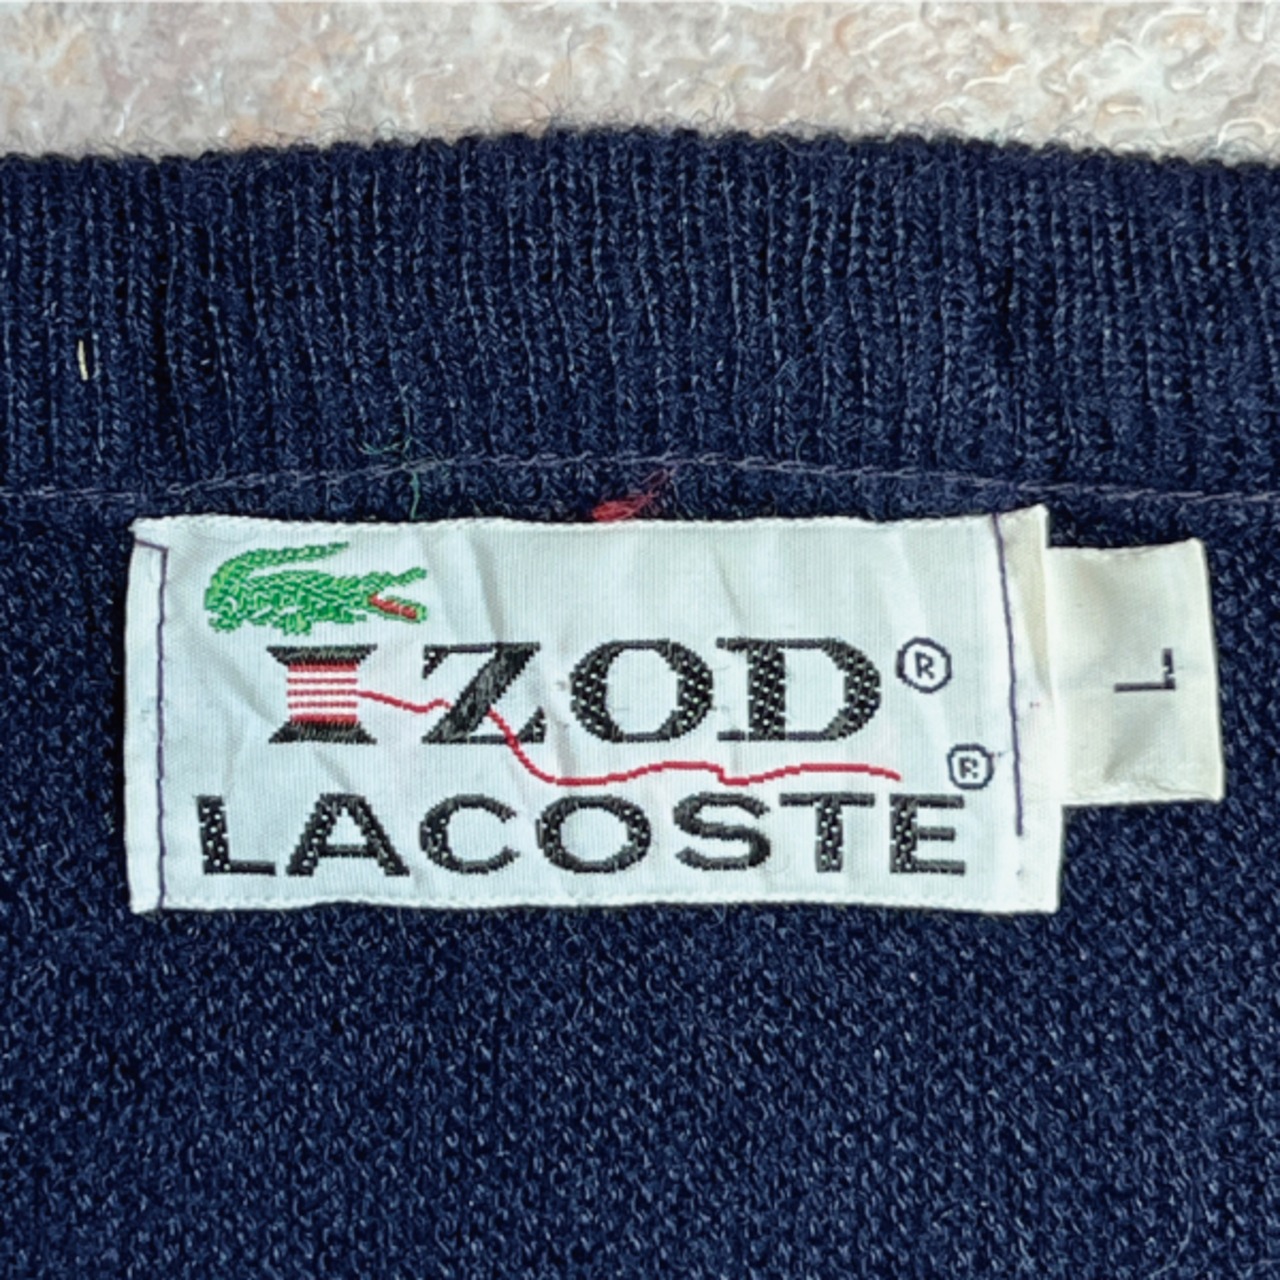 IZOD ®
®
LACOSTE
L